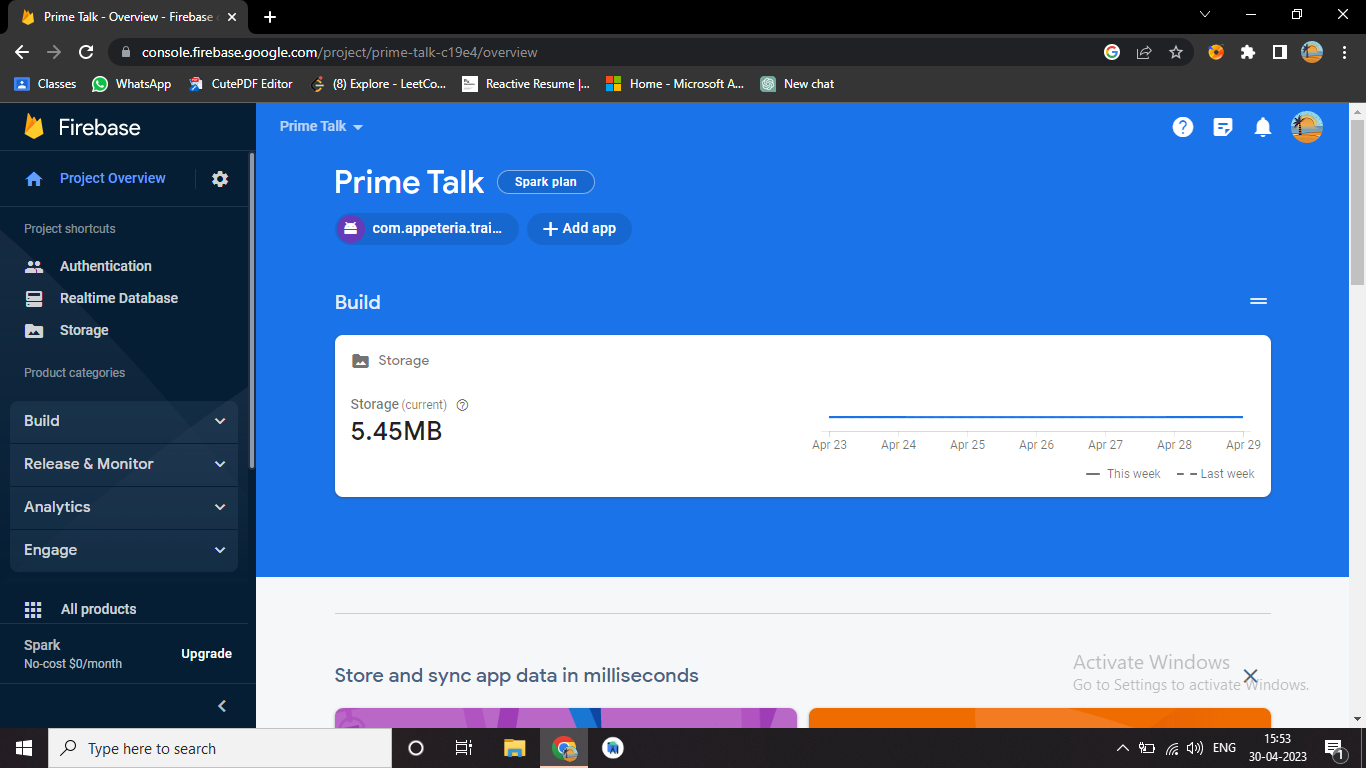 Prime Talk - Overview - Firebase
console.firebase.google.com/project/prime-talk-c19e4/overview
Classes
WhatsApp
CutePDF Editor
(8) Explore - LeetCo...
Reactive Resume |...
Home - Microsoft A...
New chat
Firebase
Project Overview
Project shortcuts
Authentication
Realtime Database
Storage
Product categories
Build
Release & Monitor
Analytics
Engage
All products
Spark
No-cost $0/month
Upgrade
Prime Talk
Prime Talk
Spark plan
com.appeteria.trai...
Add app
Build
Storage
Storage (current)
5.45MB
Apr 23 Apr 24 Apr 25 Apr 26 Apr 27 Apr 28 Apr 29
This week Last week
Store and sync app data in milliseconds
Activate Windows
Go to Settings to activate Windows.
Type here to search
ENG
15:53
30-04-2023
1